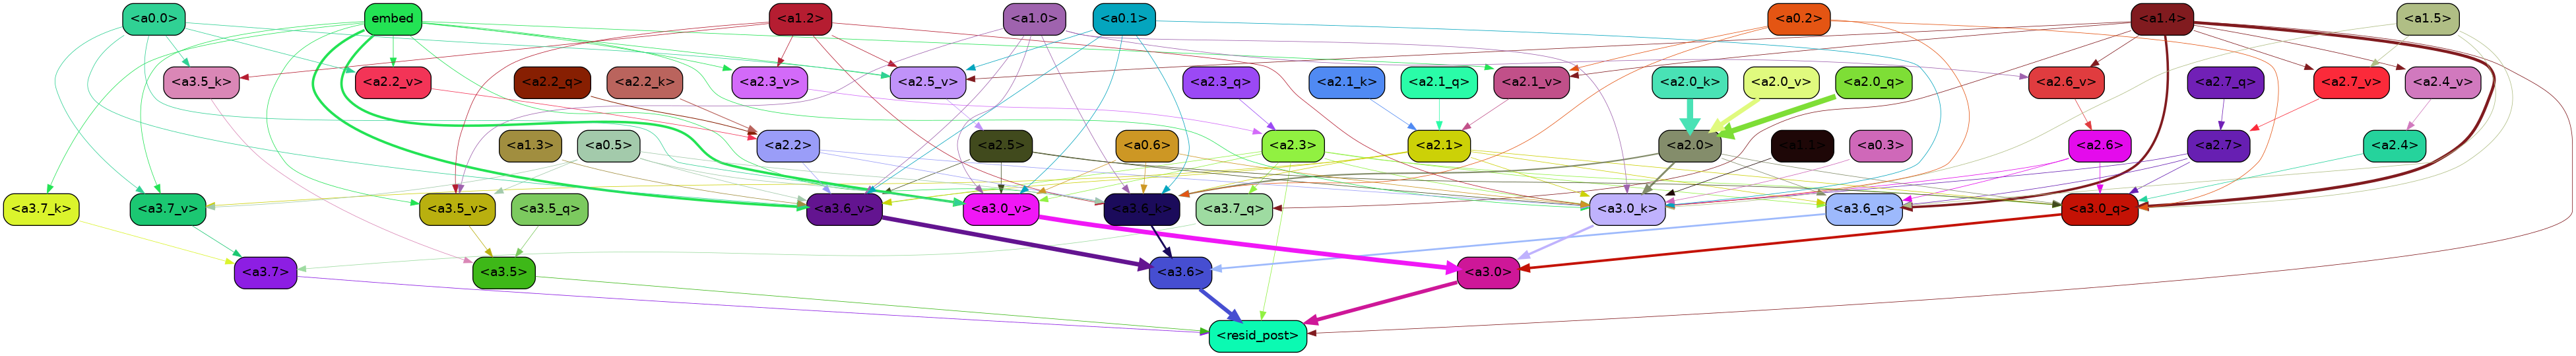 <a0.0> embed <a1.2> <a1.0> <a0.1> <a0.2> <a1.4> <a1.5>
<a3.5_k> <a2.2_v> <a2.2_q> <a2.2_k> <a2.3_v> <a2.5_v> <a2.3_q> <a2.1_k> <a2.1_q> <a2.1_v> <a2.0_k> <a2.0_v> <a2.0_q> <a2.6_v> <a2.7_q> <a2.7_v> <a2.4_v>
<a1.3> <a0.5> <a2.2> <a2.5> <a0.6> <a2.3> <a2.1> <a2.0> <a1.1> <a0.3> <a2.6> <a2.7> <a2.4>
<a3.7_k> <a3.7_v> <a3.5_v> <a3.5_q> <a3.6_v> <a3.0_v> <a3.6_k> <a3.7_q> <a3.0_k> <a3.6_q> <a3.0_q>
<a3.7> <a3.5> <a3.6> <a3.0>
<resid_post>